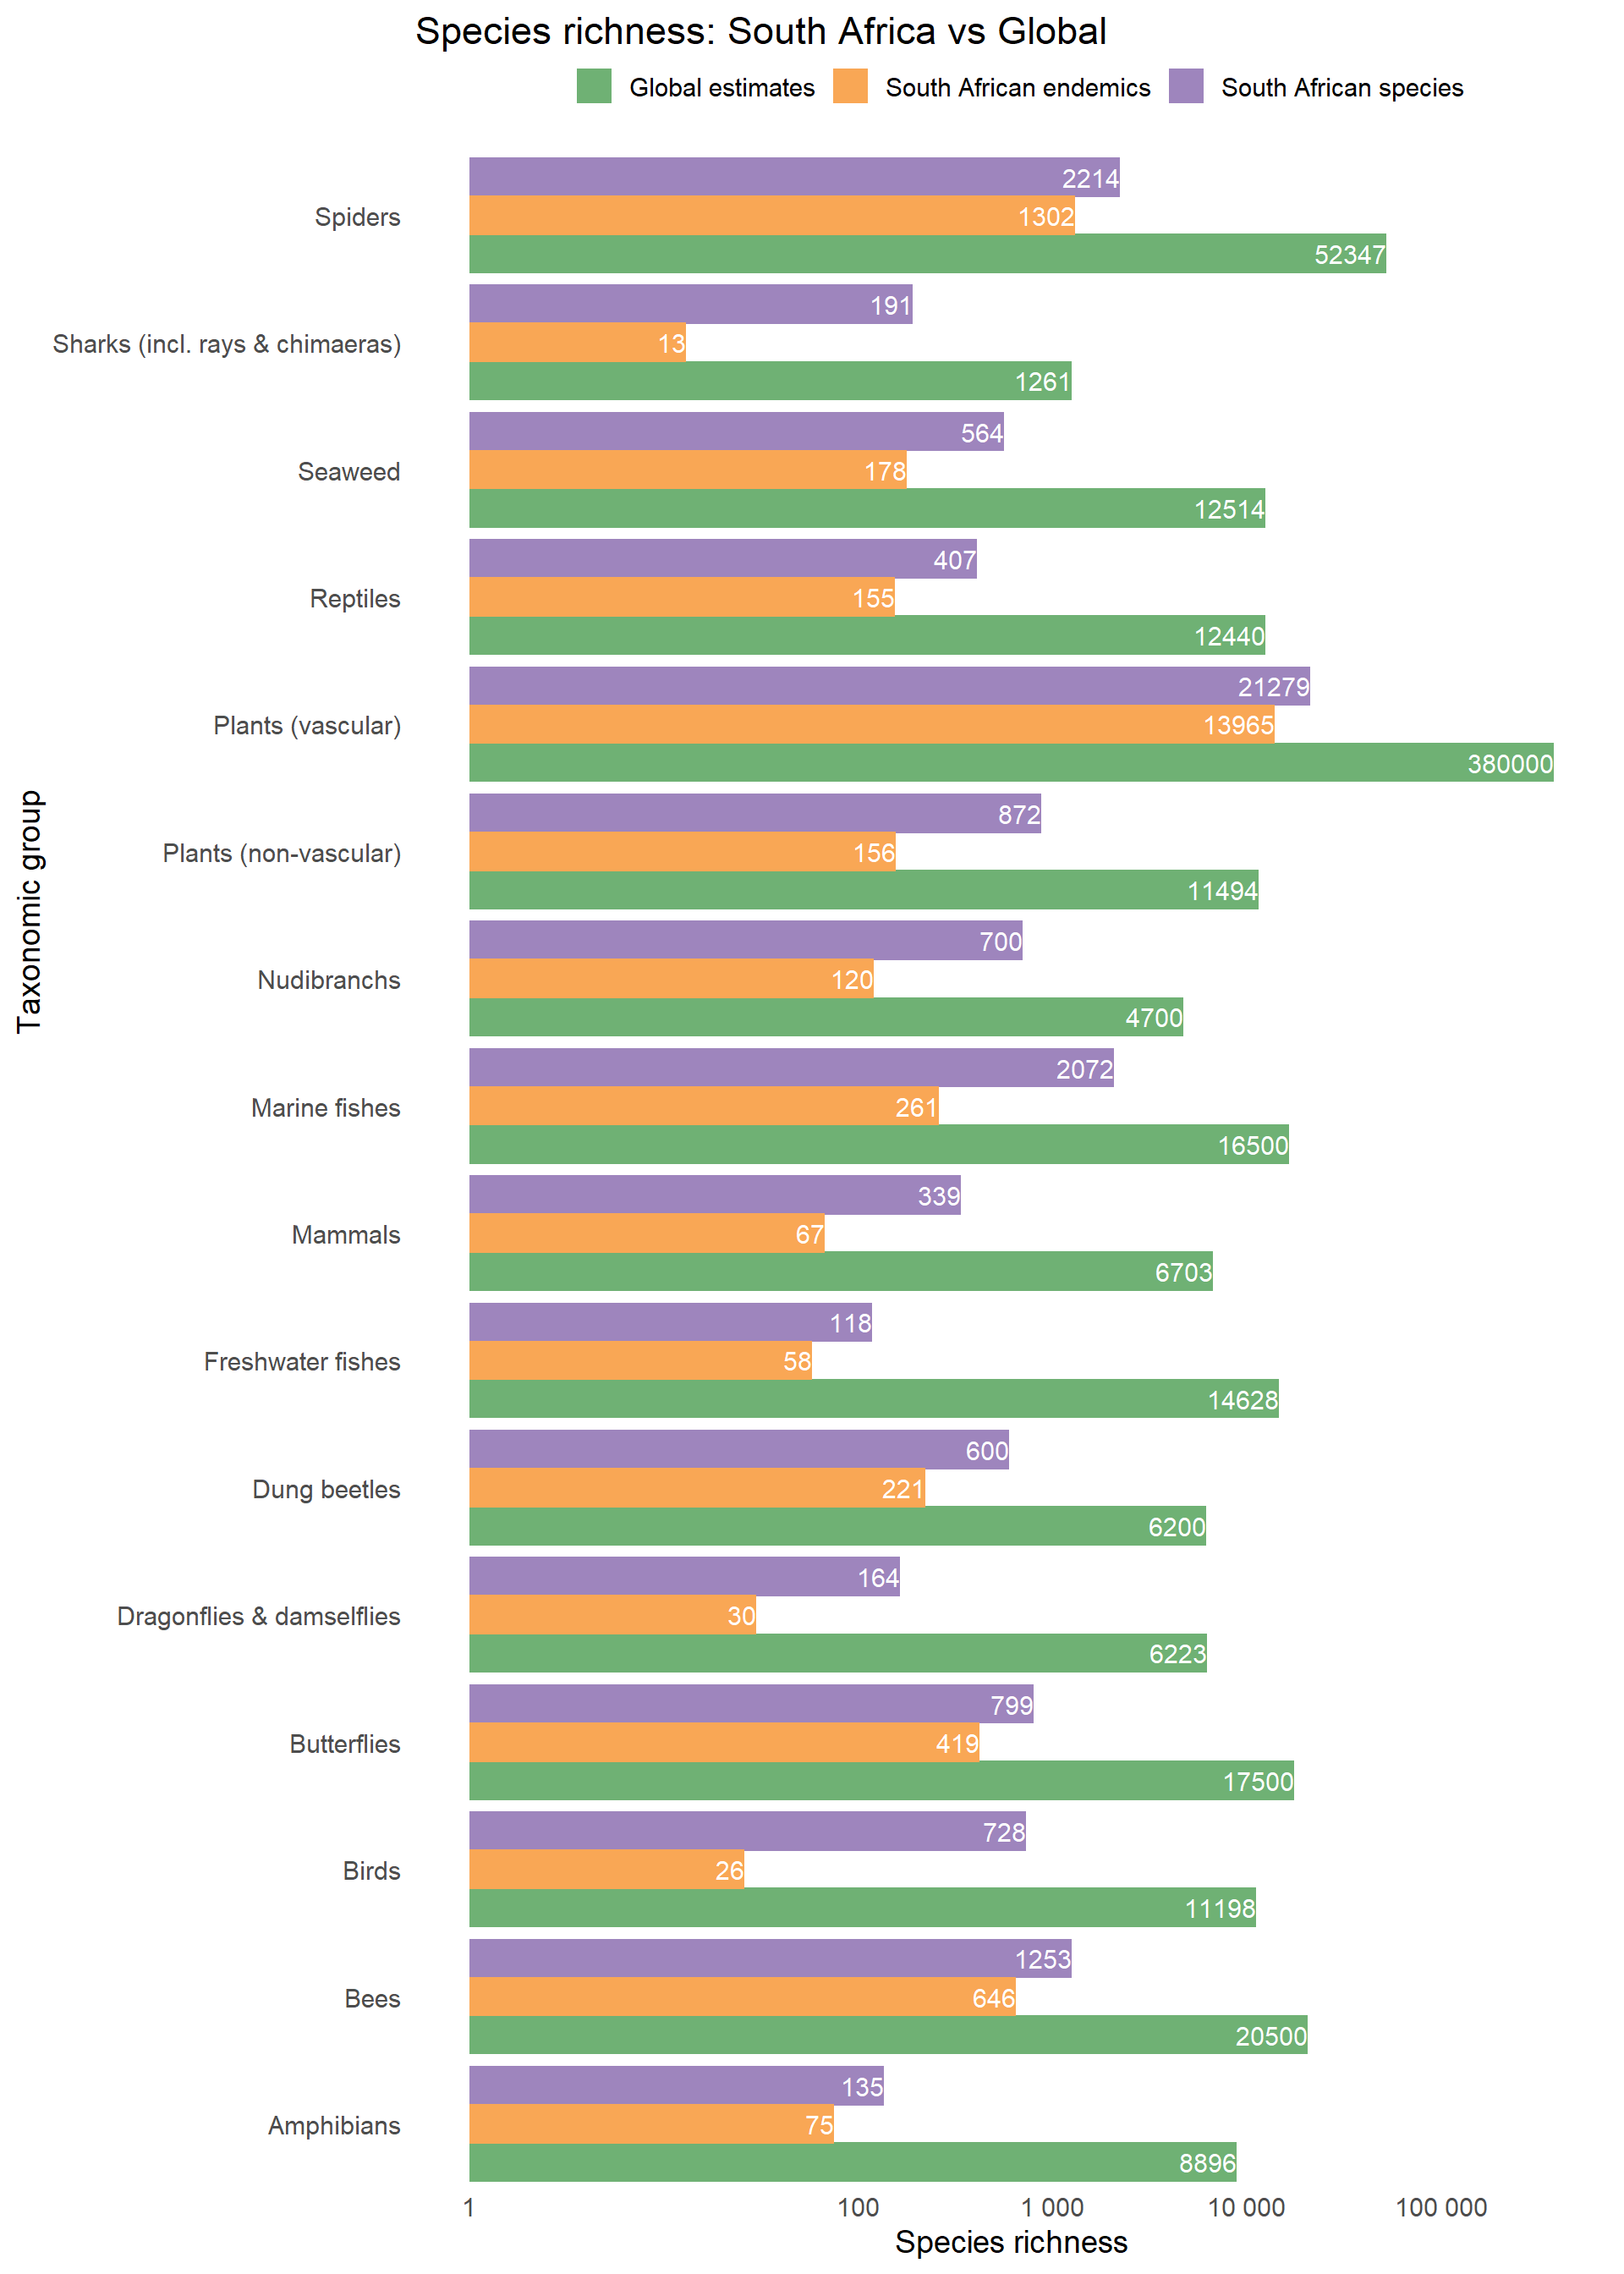 Species richness: South Africa vs Global
Global estimates South African endemics South African species
Taxonomic group
Spiders
2214
1302
52347
Sharks (incl. rays & chimaeras)
191
13
1261
Seaweed
564
178
12514
Reptiles
407
155
12440
Plants (vascular)
21279
13965
380000
Plants (non-vascular)
872
156
11494
Nudibranchs
700
120
4700
Marine fishes
2072
261
16500
Mammals
339
67
6703
Freshwater fishes
118
58
14628
Dung beetles
600
221
6200
Dragonflies & damselflies
164
30
6223
Butterflies
799
419
17500
Birds
728
26
11198
Bees
1253
646
20500
Amphibians
135
75
8896
1 100 1 000 10 000 100 000
Species richness